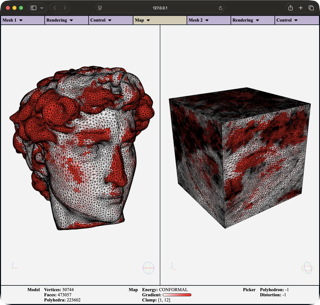 127.0.0.1
Mesh 1 Rendering Control Map Mesh 2 Rendering Control
Model Vertices: 50744 Map Energy: CONFORMAL Picker Polyhedron: -1
Faces: 473057 Gradient: Distortion: -1
Polyhedra: 223602 Clamp: [1, 12]